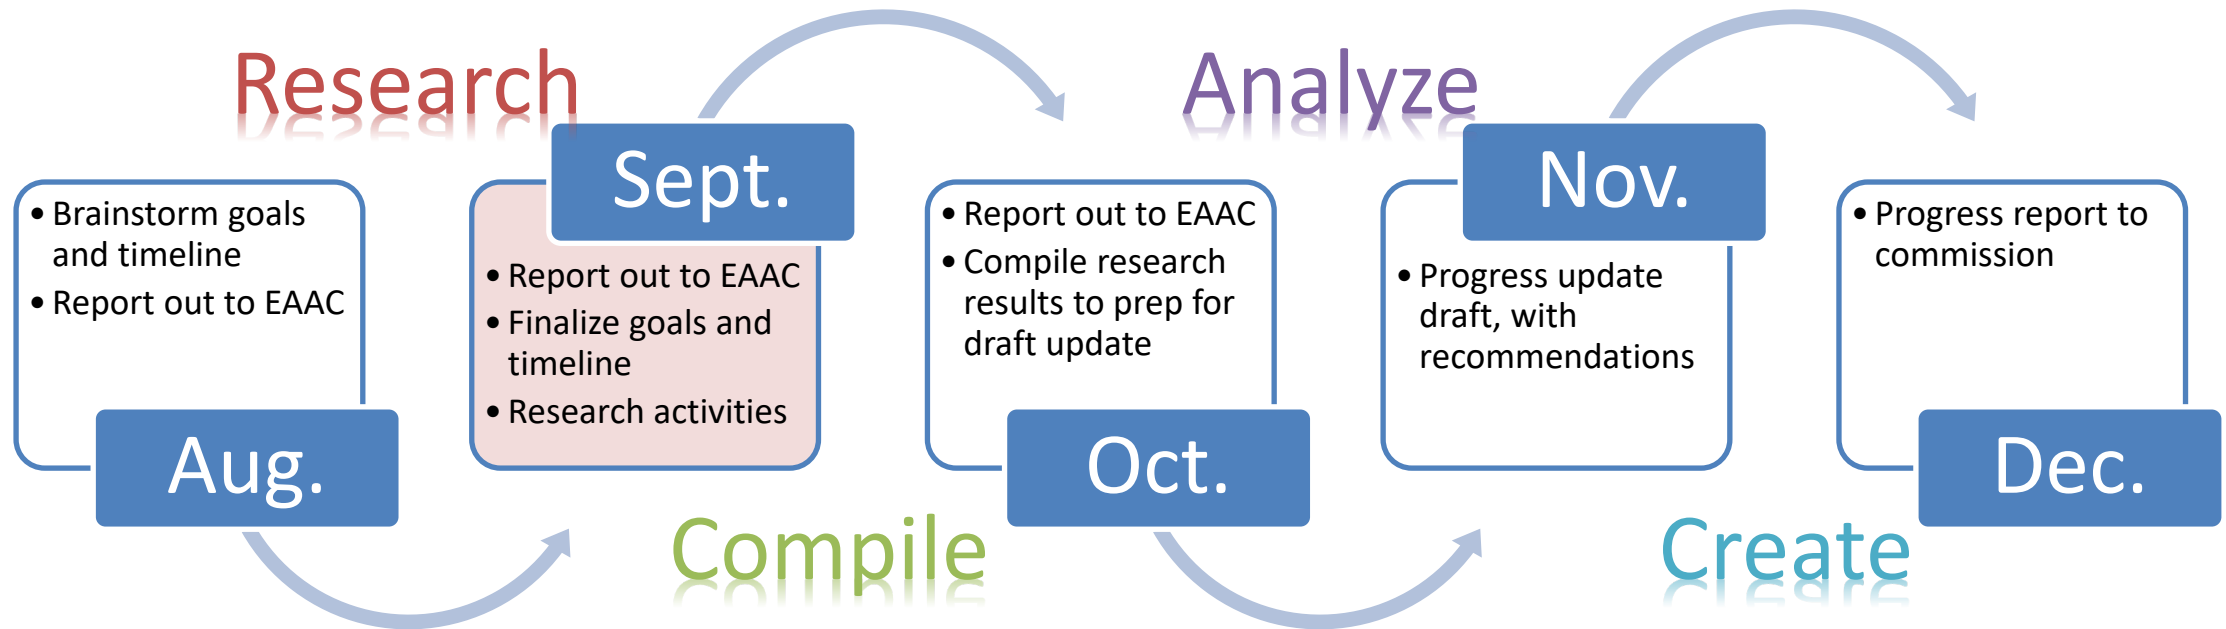 Research
Analyze
Sept.
Nov.
• Brainstorm goals
and timeline
• Report out to EAAC
Aug.
• Report out to EAAC
• Finalize goals and
timeline
• Research activities
• Report out to EAAC
• Compile research
results to prep for
draft update
Oct.
• Progress update
draft, with
recommendations
• Progress report to
commission
Dec.
Compile
Create